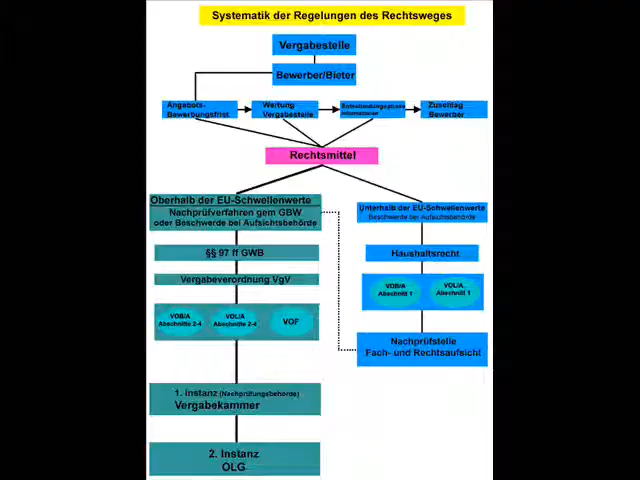 Systematik der Regelungen des Rechtsweges
Vergabestelle
Bewerber/Bieter
Angebots-
Bewerbungsfrist
Wertung
Vergabestelle
Zuschlag
Bewerber
Rechtsmittel
Oberhalb der EU-Schwellenwerte
Nachprüfverfahren gem GBW
oder Beschwerde bei Aufsichtsbehörde
Unterhalb der EU-Schwellenwerte
Beschwerde bei Aufsichtsbehörde
§§ 97 ff GWB
Haushaltsrecht
Vergabeverordnung VgV
VOB/A
Abschnitte 2-4
VOL/A
Abschnitte 2-4
VOF
VOB/A
Abschnitt 1
VOL/A
Abschnitt 1
Nachprüfstelle
Fach- und Rechtsaufsicht
1. Instanz (Nachprüfungsbehörde)
Vergabekammer
2. Instanz
OLG